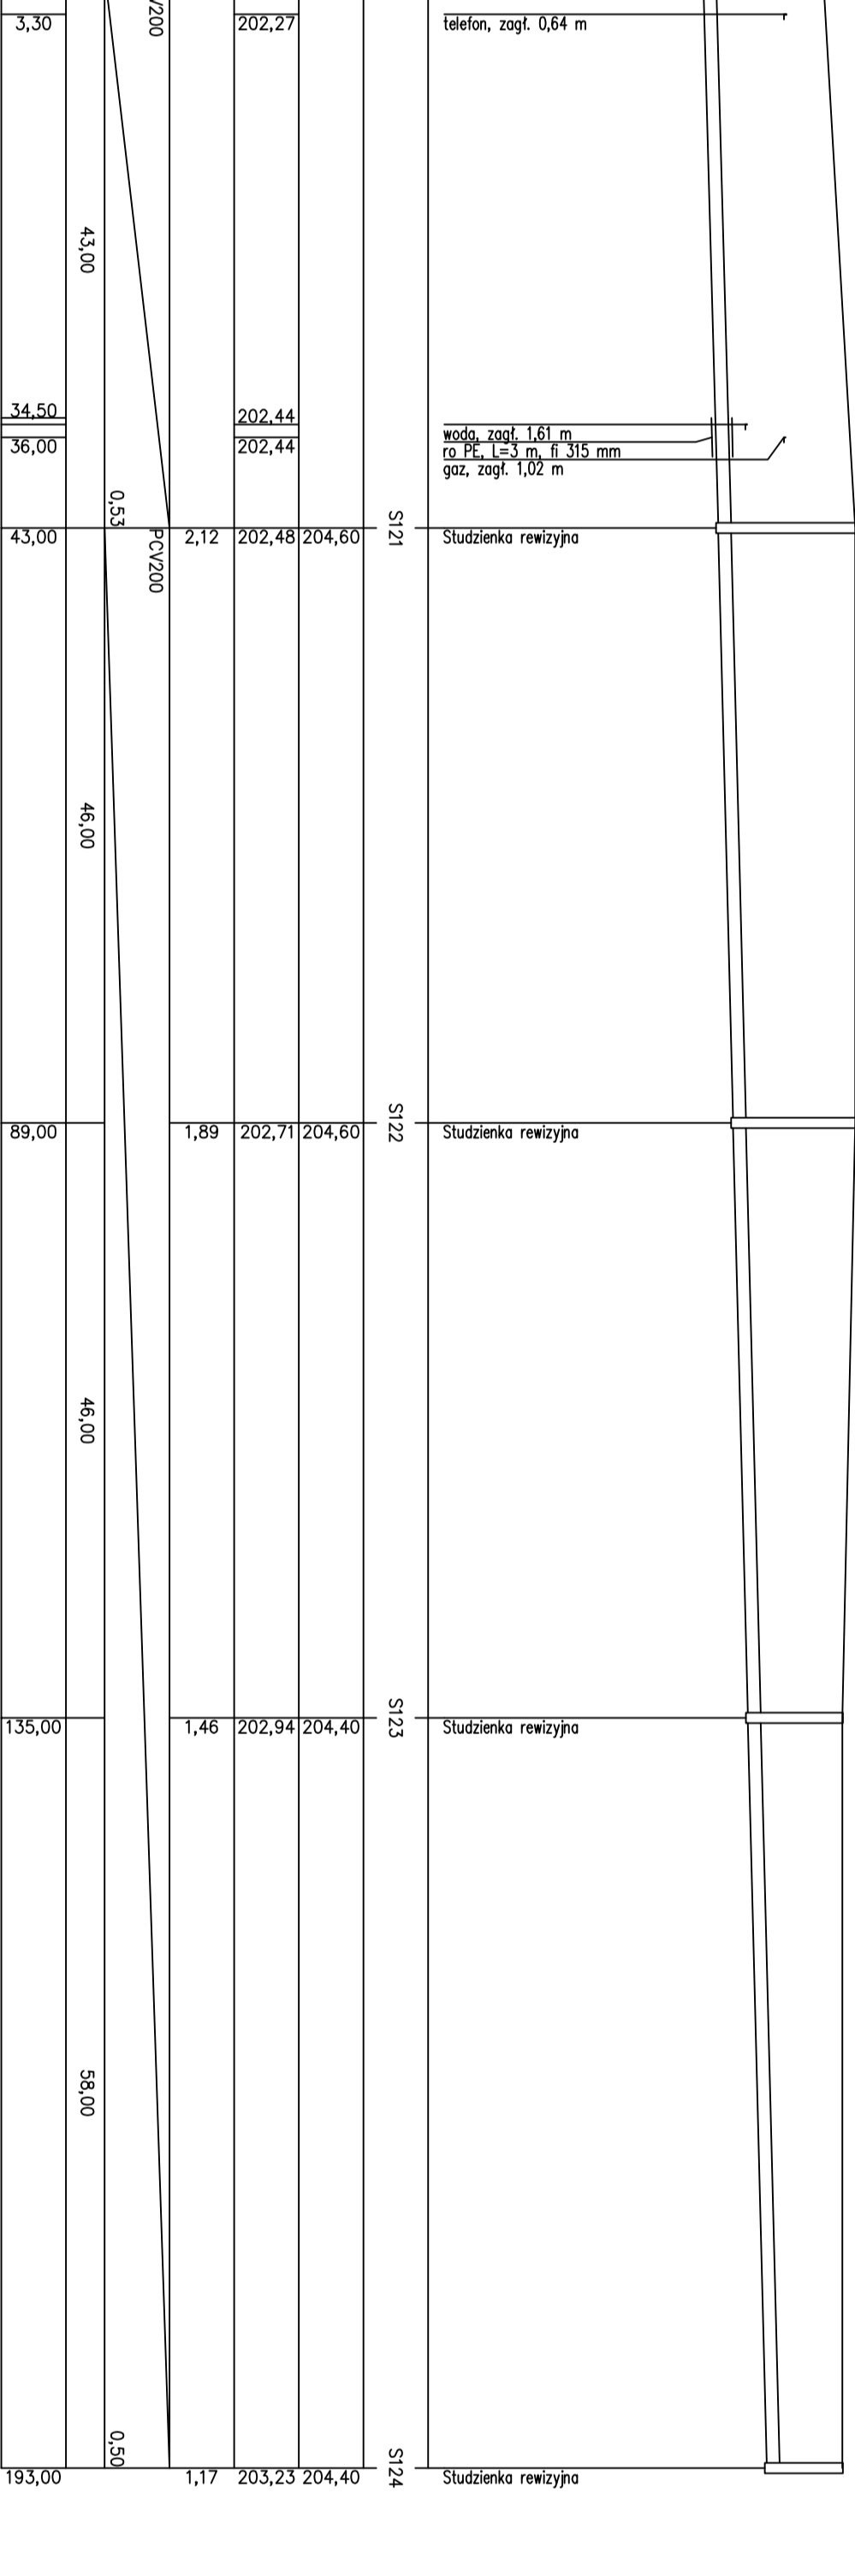 /200
3,30
202,27
telefon, zagł. 0,64 m
43,00
34,50
202,44
woda, zagł. 1,61 m
36,00
202,44
ro PE, L=3 m, fi 315 mm
gaz, zagł. 1,02 m
0,53
S121
43,00
PCV200
2,12
202,48
204,60
Studzienka rewizyjna
46,00
S122
89,00
1,89
202,71
204,60
Studzienka rewizyjna
46,00
S123
135,00
1,46
202,94
204,40
Studzienka rewizyjna
58,00
0,50
S124
193,00
1,17
203,23
204,40
Studzienka rewizyjna